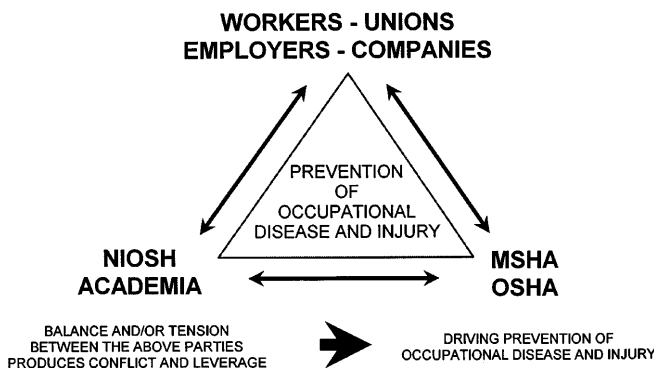 WORKERS - UNIONS
EMPLOYERS - COMPANIES
PREVENTION
OF
OCCUPATIONAL
DISEASE AND INJURY
NIOSH
ACADEMIA
MSHA
OSHA
BALANCE AND/OR TENSION
BETWEEN THE ABOVE PARTIES
PRODUCES CONFLICT AND LEVERAGE
DRIVING PREVENTION OF
OCCUPATIONAL DISEASE AND INJURY